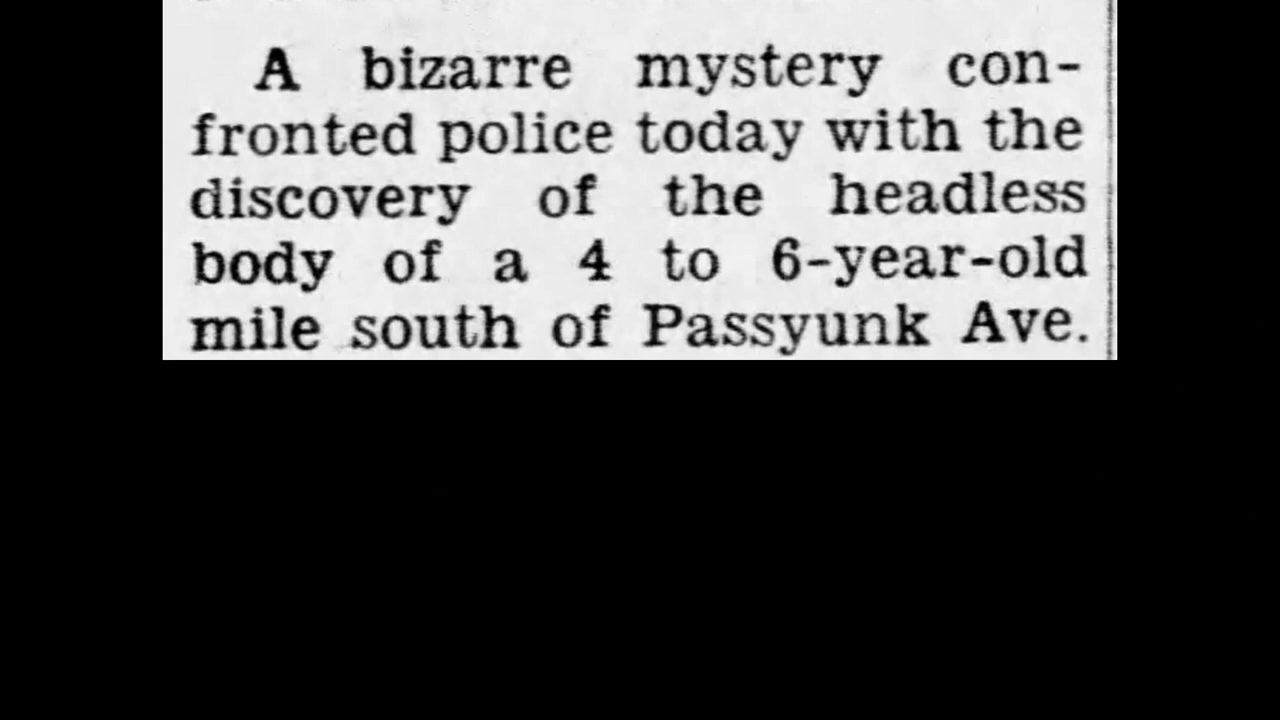 A bizarre mystery con-
fronted police today with the
discovery of the headless
body of a 4 to 6-year-old
mile south of Passyunk Ave.